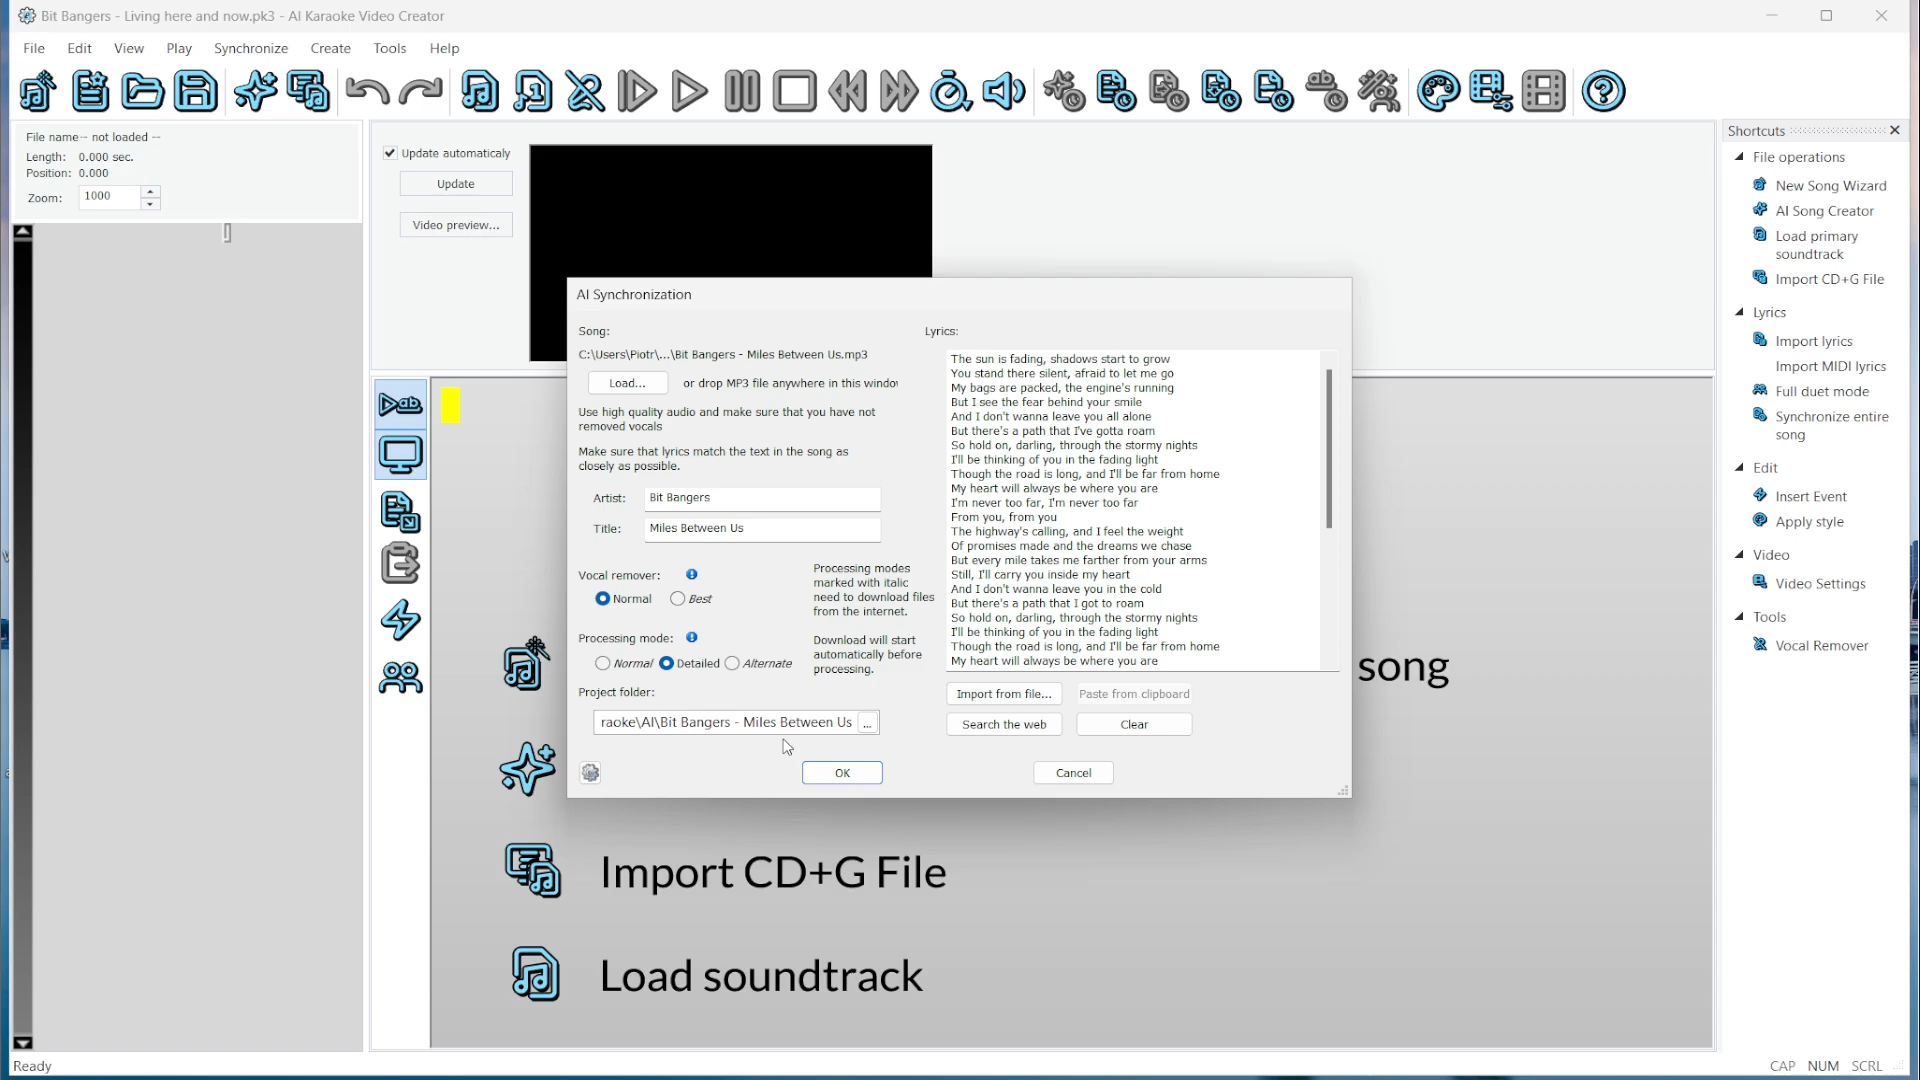 Bit Bangers - Living here and now.pk3 - AI Karaoke Video Creator
File Edit View Play Synchronize Create Tools Help
File name-- not loaded --
Length: 0.000 sec.
Position: 0.000
Zoom: 1000
Update automaticaly
Update
Video preview...
AI Synchronization
Song:
C:\Users\Piotr\...\Bit Bangers - Miles Between Us.mp3
Load... or drop MP3 file anywhere in this window
Use high quality audio and make sure that you have not
removed vocals
Make sure that lyrics match the text in the song as
closely as possible.
Artist: Bit Bangers
Title: Miles Between Us
Vocal remover:
Normal Best
Processing modes
marked with italic
need to download files
from the internet.
Processing mode:
Normal Detailed Alternate
Download will start
automatically before
processing.
Project folder:
raoke\AI\Bit Bangers - Miles Between Us ...
OK
Lyrics:
The sun is fading, shadows start to grow
You stand there silent, afraid to let me go
My bags are packed, the engine's running
But I see the fear behind your smile
And I don't wanna leave you all alone
But there's a path that I've gotta roam
So hold on, darling, through the stormy nights
I'll be thinking of you in the fading light
Though the road is long, and I'll be far from home
My heart will always be where you are
I'm never too far, I'm never too far
From you, from you
The highway's calling, and I feel the weight
Of promises made and the dreams we chase
But every mile takes me farther from your arms
Still, I'll carry you inside my heart
And I don't wanna leave you in the cold
But there's a path that I got to roam
So hold on, darling, through the stormy nights
I'll be thinking of you in the fading light
Though the road is long, and I'll be far from home
My heart will always be where you are
Import from file... Paste from clipboard
Search the web Clear
Cancel
song
Import CD+G File
Load soundtrack
Shortcuts
File operations
New Song Wizard
AI Song Creator
Load primary
soundtrack
Import CD+G File
Lyrics
Import lyrics
Import MIDI lyrics
Full duet mode
Synchronize entire
song
Edit
Insert Event
Apply style
Video
Video Settings
Tools
Vocal Remover
Ready
CAP NUM SCRL